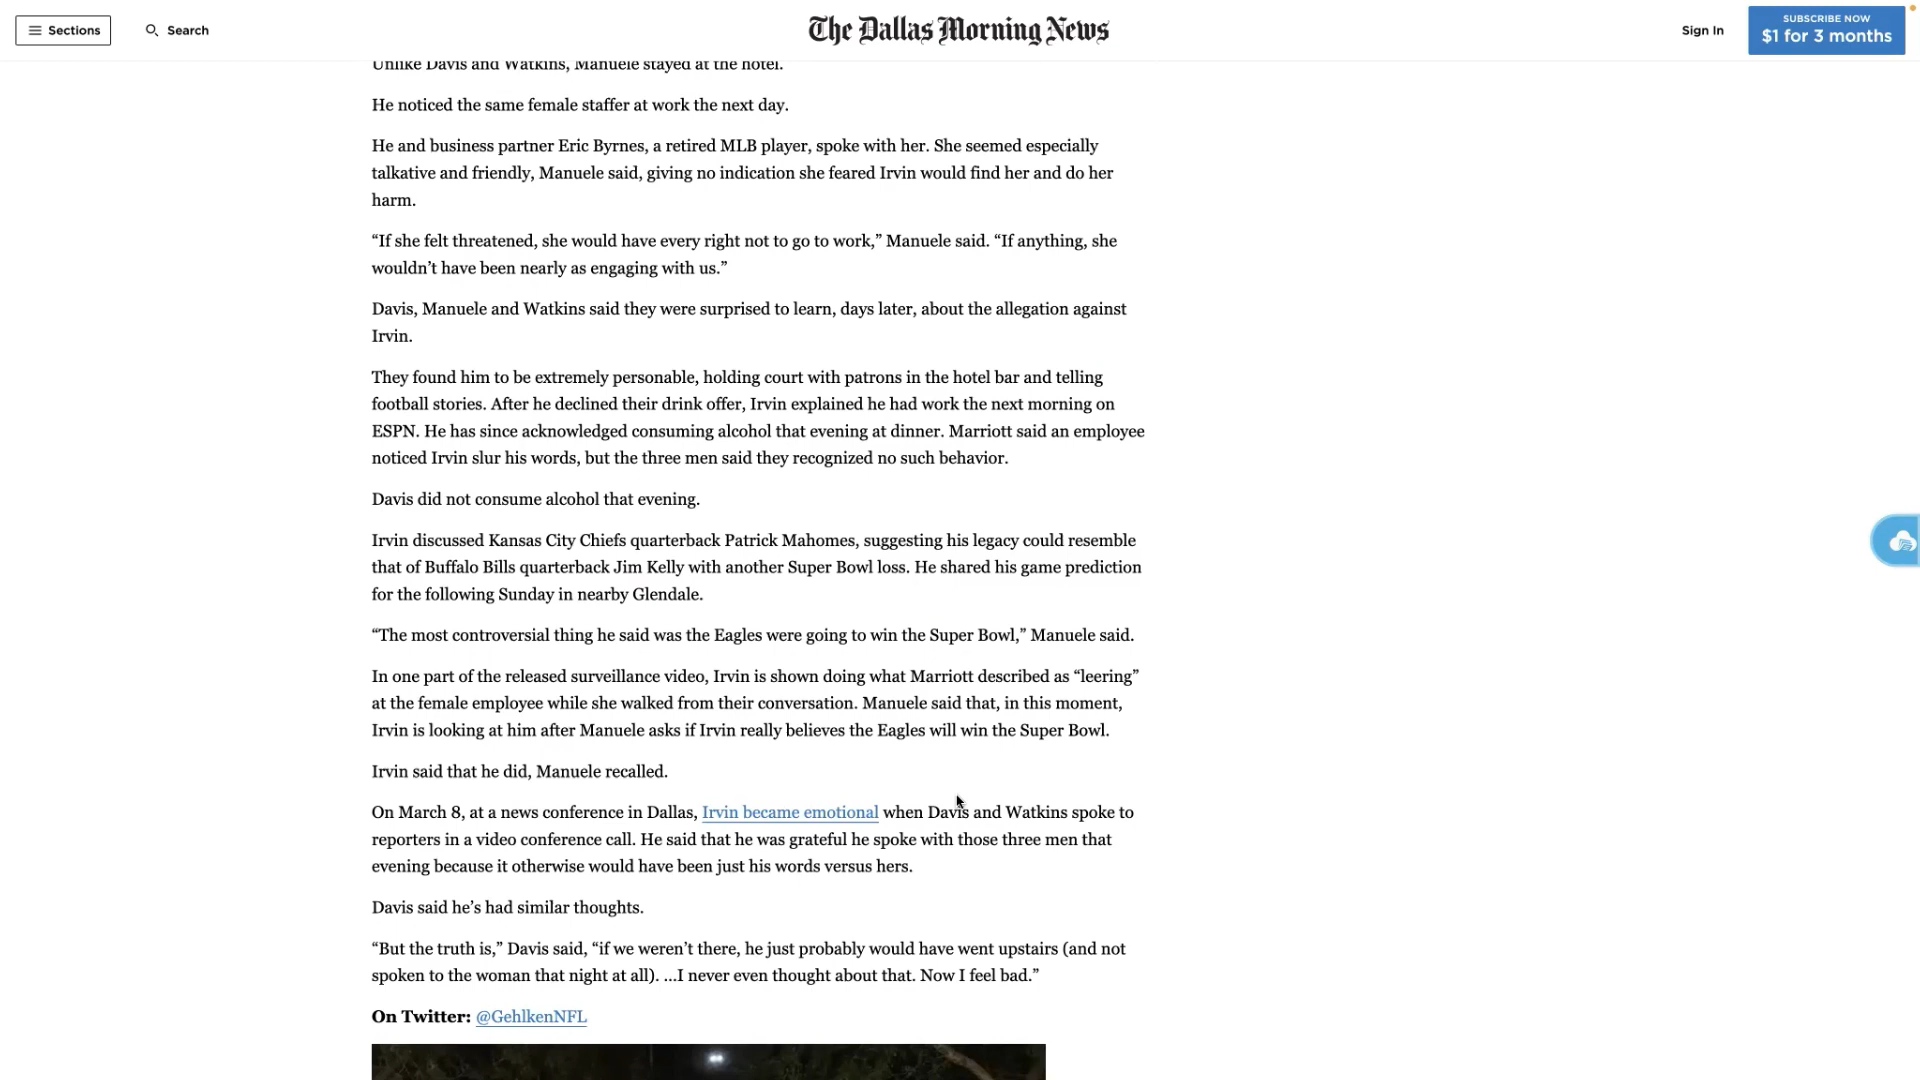 Sections
Search
The Dallas Morning News
Sign In
SUBSCRIBE NOW
$1 for 3 months
Unlike Davis and Watkins, Manuele stayed at the hotel.
He noticed the same female staffer at work the next day.
He and business partner Eric Byrnes, a retired MLB player, spoke with her. She seemed especially
talkative and friendly, Manuele said, giving no indication she feared Irvin would find her and do her
harm.
“If she felt threatened, she would have every right not to go to work,” Manuele said. “If anything, she
wouldn’t have been nearly as engaging with us.”
Davis, Manuele and Watkins said they were surprised to learn, days later, about the allegation against
Irvin.
They found him to be extremely personable, holding court with patrons in the hotel bar and telling
football stories. After he declined their drink offer, Irvin explained he had work the next morning on
ESPN. He has since acknowledged consuming alcohol that evening at dinner. Marriott said an employee
noticed Irvin slur his words, but the three men said they recognized no such behavior.
Davis did not consume alcohol that evening.
Irvin discussed Kansas City Chiefs quarterback Patrick Mahomes, suggesting his legacy could resemble
that of Buffalo Bills quarterback Jim Kelly with another Super Bowl loss. He shared his game prediction
for the following Sunday in nearby Glendale.
“The most controversial thing he said was the Eagles were going to win the Super Bowl,” Manuele said.
In one part of the released surveillance video, Irvin is shown doing what Marriott described as “leering”
at the female employee while she walked from their conversation. Manuele said that, in this moment,
Irvin is looking at him after Manuele asks if Irvin really believes the Eagles will win the Super Bowl.
Irvin said that he did, Manuele recalled.
On March 8, at a news conference in Dallas, Irvin became emotional when Davis and Watkins spoke to
reporters in a video conference call. He said that he was grateful he spoke with those three men that
evening because it otherwise would have been just his words versus hers.
Davis said he’s had similar thoughts.
“But the truth is,” Davis said, “if we weren’t there, he just probably would have went upstairs (and not
spoken to the woman that night at all). …I never even thought about that. Now I feel bad.”
On Twitter: @GehlkenNFL